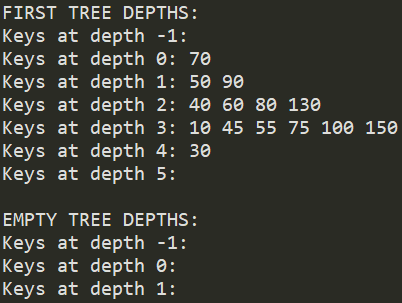 FIRST TREE DEPTHS:
Keys at depth -1:
Keys at depth 0: 70
Keys at depth 1: 50 90
Keys at depth 2: 40 60 80 130
Keys at depth 3: 10 45 55 75 100 150
Keys at depth 4: 30
Keys at depth 5:
EMPTY TREE DEPTHS:
Keys at depth -1:
Keys at depth 0:
Keys at depth 1: